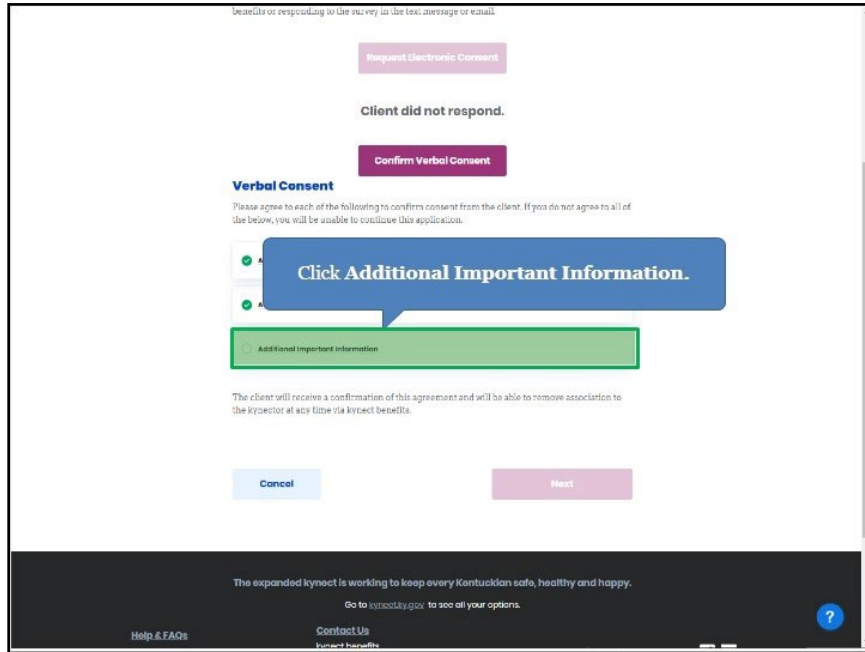 benefits or responding to the survey in the text message or email.
Request Electronic Consent
Client did not respond.
Confirm Verbal Consent
Verbal Consent
Please agree to each of the following to confirm consent from the client. If you do not agree to all of
the below, you will be unable to continue this application.
A
Click Additional Important Information.
A
Additional Important Information
The client will receive a confirmation of this agreement and will be able to remove association to
the kynector at any time via kynect benefits.
Cancel
Next
The expanded kynect is working to keep every Kentuckian safe, healthy and happy.
Go to kynect.ky.gov to see all your options.
?
Help & FAQs
Contact Us
kynect benefits